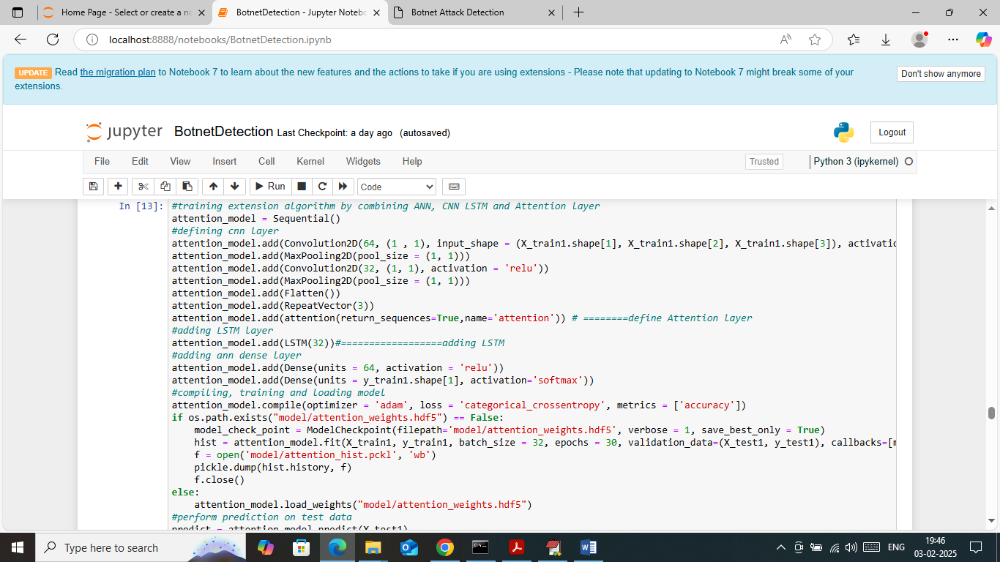 Home Page - Select or create a no
BotnetDetection - Jupyter Notebo
Botnet Attack Detection
localhost:8888/notebooks/BotnetDetection.ipynb
UPDATE Read the migration plan to Notebook 7 to learn about the new features and the actions to take if you are using extensions - Please note that updating to Notebook 7 might break some of your
extensions.
Don't show anymore
jupyter BotnetDetection Last Checkpoint: a day ago (autosaved)
Logout
File Edit View Insert Cell Kernel Widgets Help
Trusted
Python 3 (ipykernel)
Run
Code
In [13]:
#training extension algorithm by combining ANN, CNN LSTM and Attention layer
attention_model = Sequential()
#defining cnn layer
attention_model.add(Convolution2D(64, (1 , 1), input_shape = (X_train1.shape[1], X_train1.shape[2], X_train1.shape[3]), activatio
attention_model.add(MaxPooling2D(pool_size = (1, 1)))
attention_model.add(Convolution2D(32, (1, 1), activation = 'relu'))
attention_model.add(MaxPooling2D(pool_size = (1, 1)))
attention_model.add(Flatten())
attention_model.add(RepeatVector(3))
attention_model.add(attention(return_sequences=True,name='attention')) # ========define Attention layer
#adding LSTM layer
attention_model.add(LSTM(32))#==================adding LSTM
#adding ann dense layer
attention_model.add(Dense(units = 64, activation = 'relu'))
attention_model.add(Dense(units = y_train1.shape[1], activation='softmax'))
#compiling, training and loading model
attention_model.compile(optimizer = 'adam', loss = 'categorical_crossentropy', metrics = ['accuracy'])
if os.path.exists("model/attention_weights.hdf5") == False:
    model_check_point = ModelCheckpoint(filepath='model/attention_weights.hdf5', verbose = 1, save_best_only = True)
    hist = attention_model.fit(X_train1, y_train1, batch_size = 32, epochs = 30, validation_data=(X_test1, y_test1), callbacks=[m
    f = open('model/attention_hist.pckl', 'wb')
    pickle.dump(hist.history, f)
    f.close()
else:
    attention_model.load_weights("model/attention_weights.hdf5")
#perform prediction on test data
predict = attention_model.predict(X_test1)
Type here to search
ENG
19:46
03-02-2025